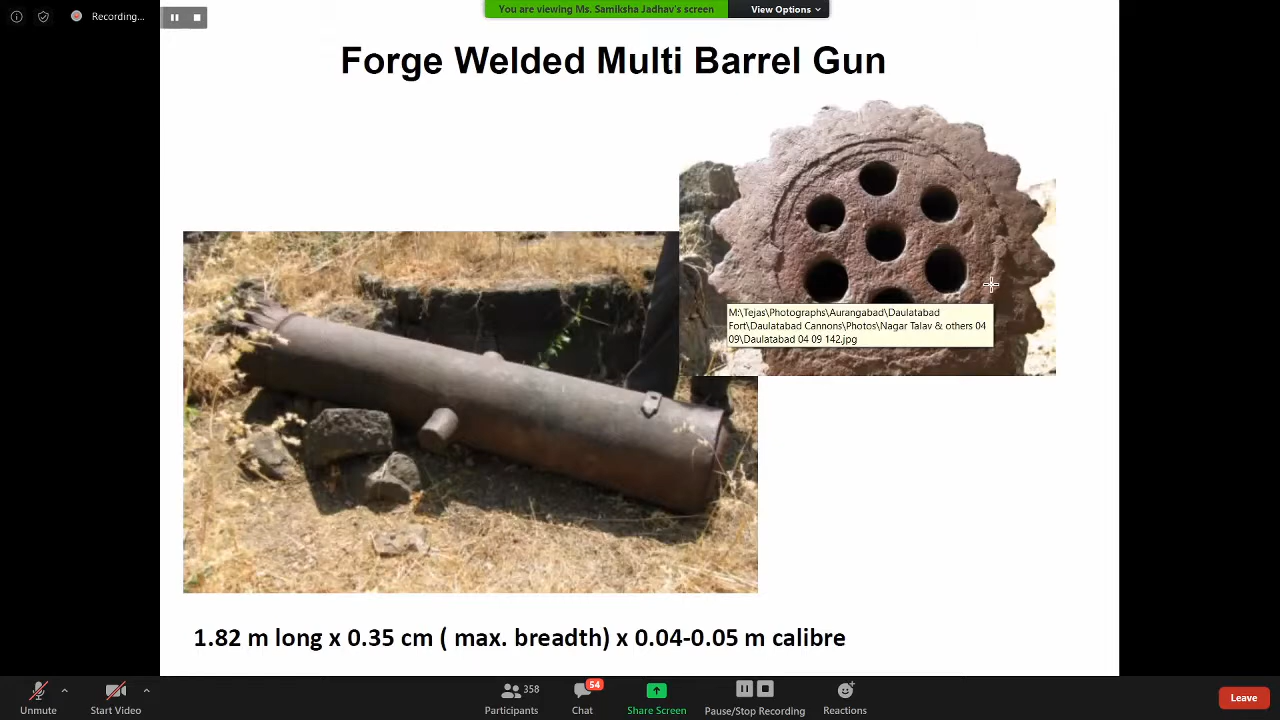 Recording...
You are viewing Ms. Samiksha Jadhav's screen
View Options
Forge Welded Multi Barrel Gun
M:\Tejas\Photographs\Aurangabad\Daulatabad
Fort\Daulatabad Cannons\Photos\Nagar Talav & others 04
09\Daulatabad 04 09 142.jpg
1.82 m long x 0.35 cm ( max. breadth) x 0.04-0.05 m calibre
Unmute
Start Video
358
Participants
54
Chat
Share Screen
Pause/Stop Recording
Reactions
Leave